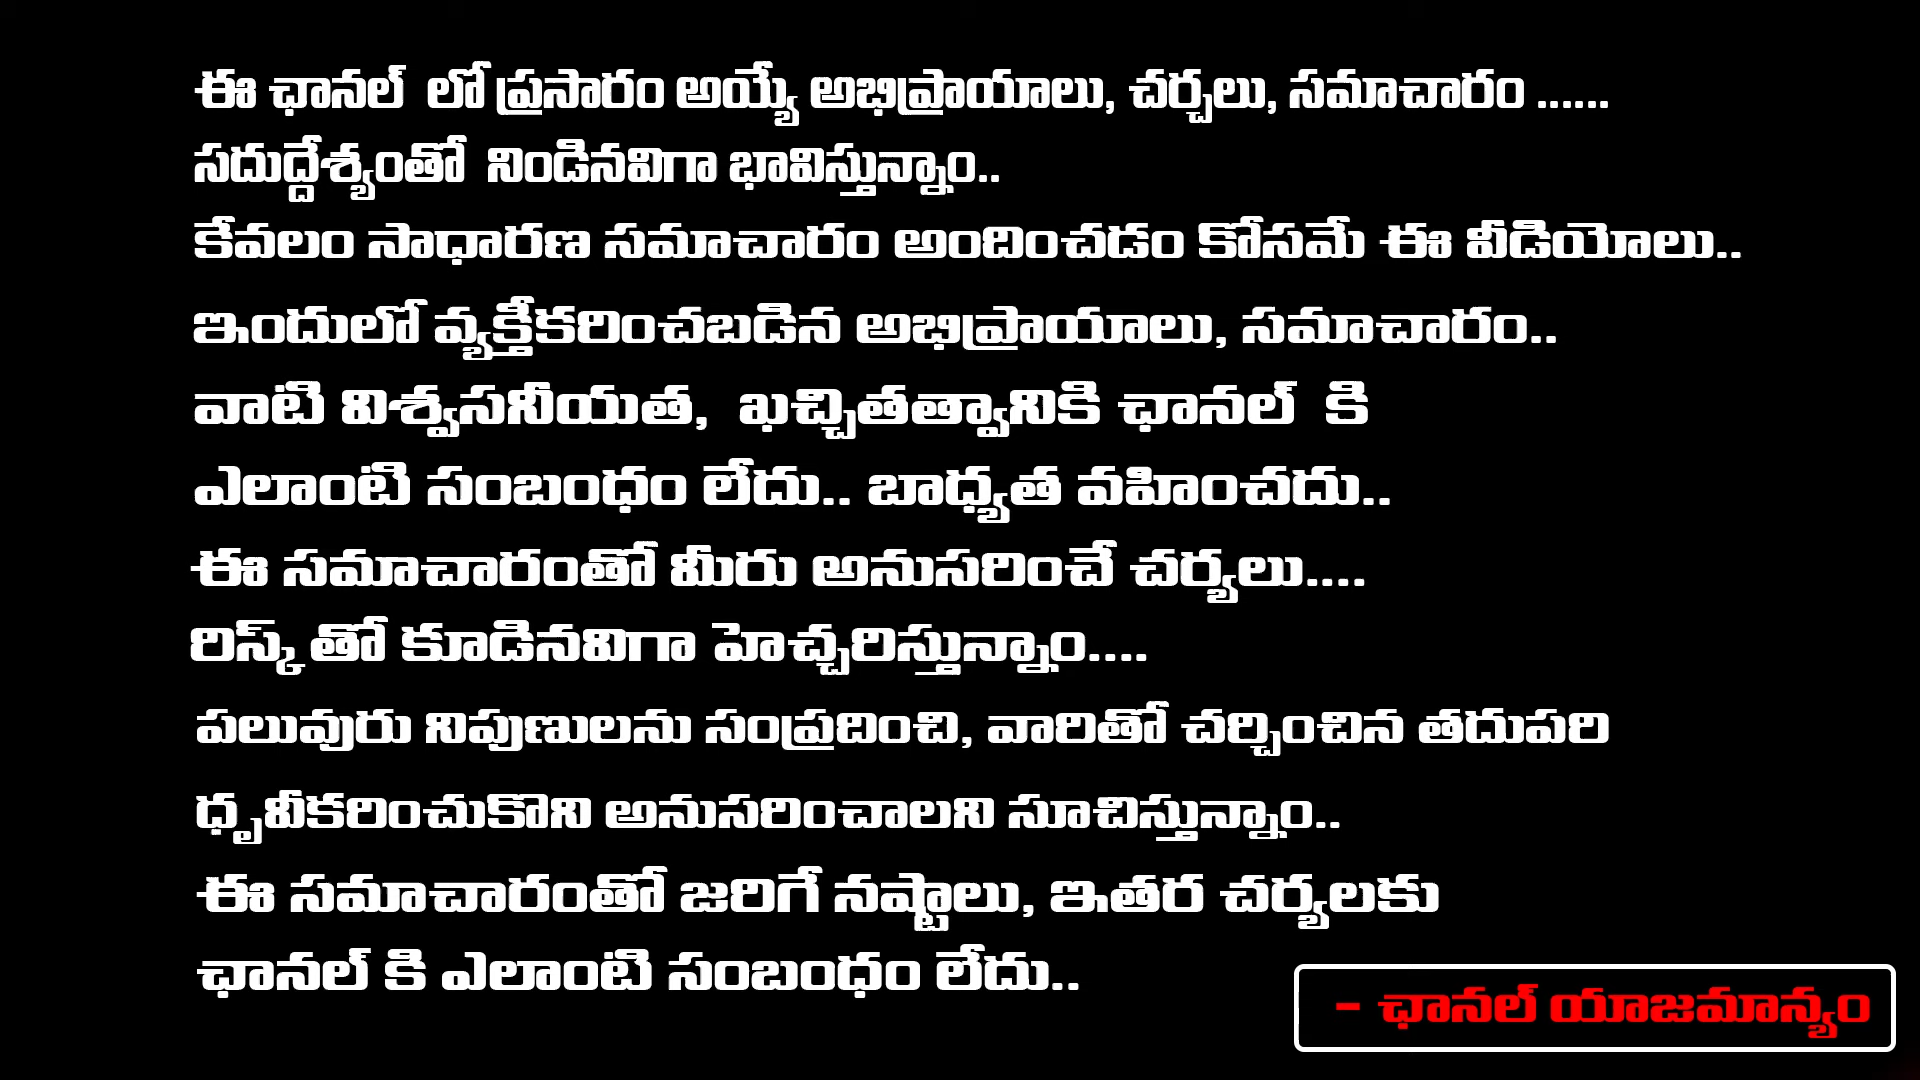 ఈ ఛానల్ లో ప్రసారం అయ్యే అభిప్రాయాలు, చర్చలు, సమాచారం ......
సదుద్దేశ్యంతో నిండినవిగా భావిస్తున్నాం..
కేవలం సాధారణ సమాచారం అందించడం కోసమే ఈ వీడియోలు..
ఇందులో వ్యక్తీకరించబడిన అభిప్రాయాలు, సమాచారం..
వాటి విశ్వసనీయత, ఖచ్చితత్వానికి ఛానల్ కి
ఎలాంటి సంబంధం లేదు.. బాధ్యత వహించదు..
ఈ సమాచారంతో మీరు అనుసరించే చర్యలు....
రిస్క్ తో కూడినవిగా హెచ్చరిస్తున్నాం....
పలువురు నిపుణులను సంప్రదించి, వారితో చర్చించిన తదుపరి
ధృవీకరించుకొని అనుసరించాలని సూచిస్తున్నాం..
ఈ సమాచారంతో జరిగే నష్టాలు, ఇతర చర్యలకు
ఛానల్ కి ఎలాంటి సంబంధం లేదు..
- ఛానల్ యాజమాన్యం